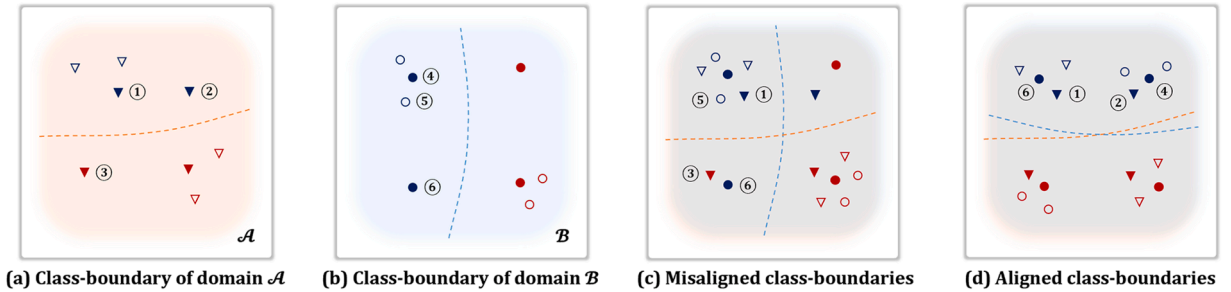 ① ②
③
𝓐
④
⑤
⑥
𝓑
⑤ ①
③ ⑥
⑥ ① ② ④
(a) Class-boundary of domain 𝓐
(b) Class-boundary of domain 𝓑
(c) Misaligned class-boundaries
(d) Aligned class-boundaries